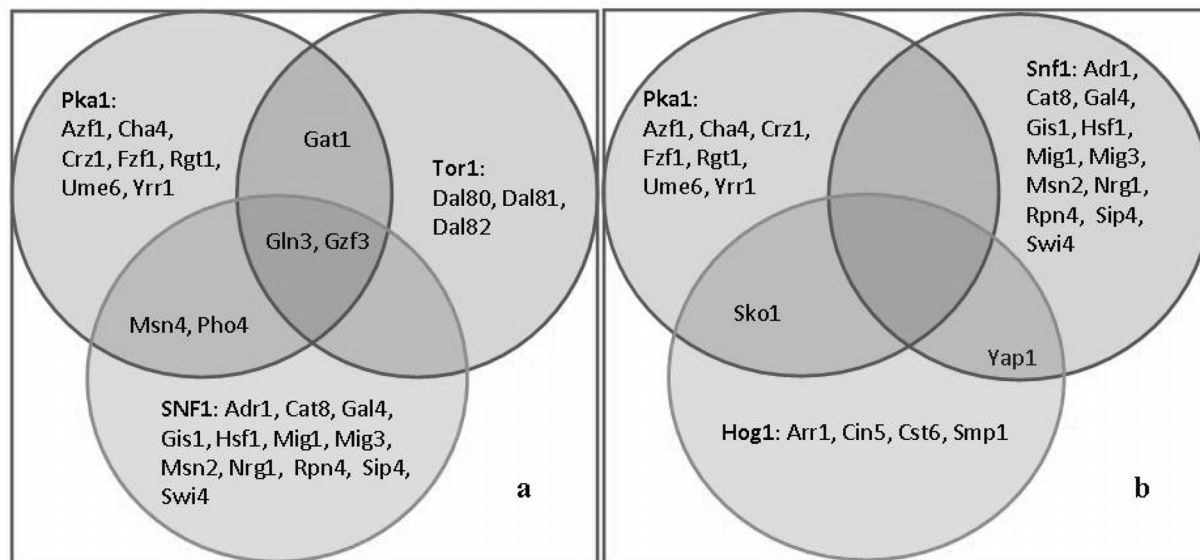 Pka1:
Azf1, Cha4,
Crz1, Fzf1, Rgt1,
Ume6, Yrr1
Gat1
Tor1:
Dal80, Dal81,
Dal82
Gln3, Gzf3
Msn4, Pho4
SNF1: Adr1, Cat8, Gal4,
Gis1, Hsf1, Mig1, Mig3,
Msn2, Nrg1, Rpn4, Sip4,
Swi4
a
Pka1:
Azf1, Cha4, Crz1,
Fzf1, Rgt1,
Ume6, Yrr1
Snf1: Adr1,
Cat8, Gal4,
Gis1, Hsf1,
Mig1, Mig3,
Msn2, Nrg1,
Rpn4, Sip4,
Swi4
Sko1
Yap1
Hog1: Arr1, Cin5, Cst6, Smp1
b